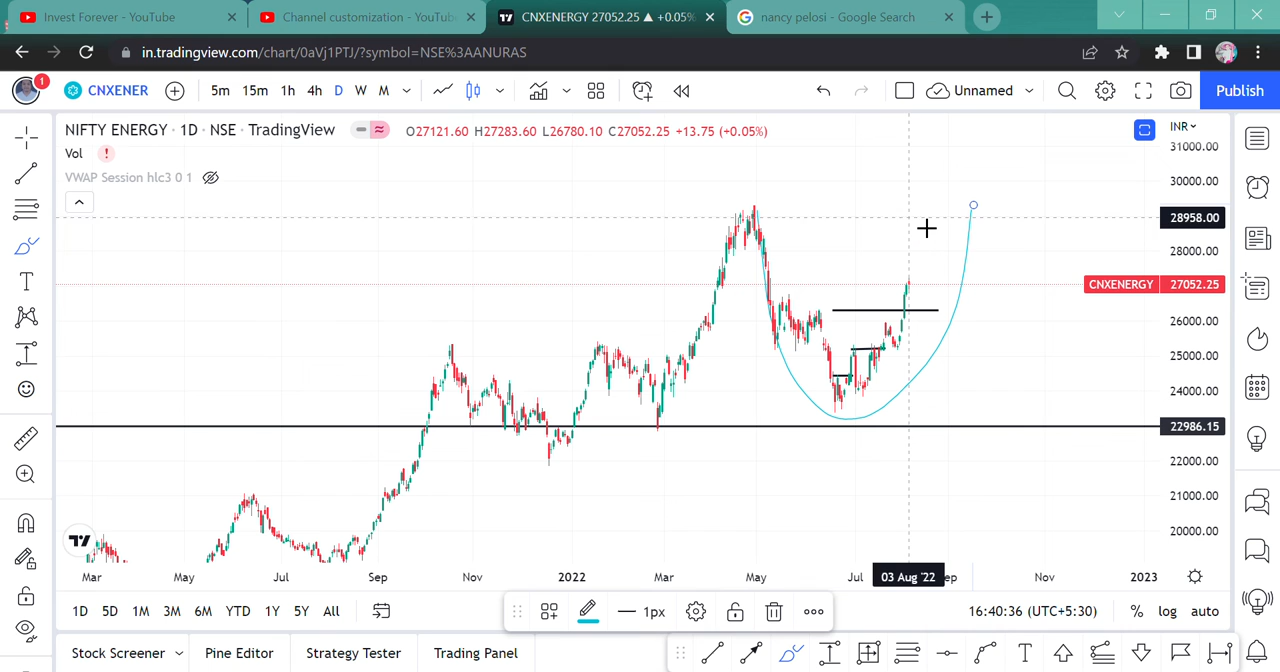 Invest Forever - YouTube
Channel customization - YouTub
CNXENERGY 27052.25 ▲ +0.05%
nancy pelosi - Google Search
in.tradingview.com/chart/0aVj1PTJ/?symbol=NSE%3AANURAS
1
CNXENER
5m 15m 1h 4h D W M
Unnamed
Publish
NIFTY ENERGY · 1D · NSE · TradingView
O27121.60 H27283.60 L26780.10 C27052.25 +13.75 (+0.05%)
INR
Vol
VWAP Session hlc3 0 1
31000.00
30000.00
28958.00
28000.00
CNXENERGY 27052.25
26000.00
25000.00
24000.00
22986.15
22000.00
21000.00
20000.00
Mar May Jul Sep Nov 2022 Mar May Jul 03 Aug '22 ep Nov 2023
1D 5D 1M 3M 6M YTD 1Y 5Y All
1px
16:40:36 (UTC+5:30)
% log auto
Stock Screener
Pine Editor
Strategy Tester
Trading Panel